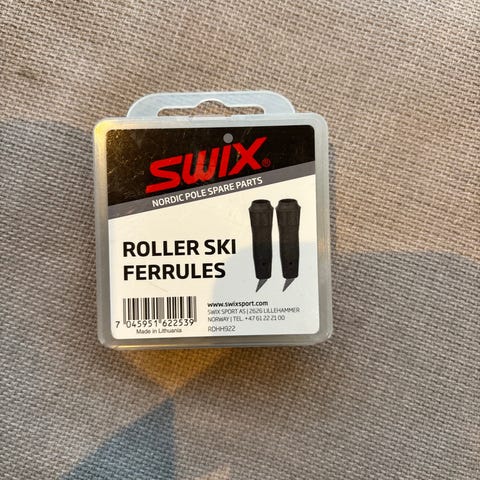 SWIX®
NORDIC POLE SPARE PARTS
ROLLER SKI
FERRULES
www.swixsport.com
SWIX SPORT AS | 2626 LILLEHAMMER
NORWAY | TEL. +47 61 22 21 00
RDHH922
7 045951 622539
Made in Lithuania